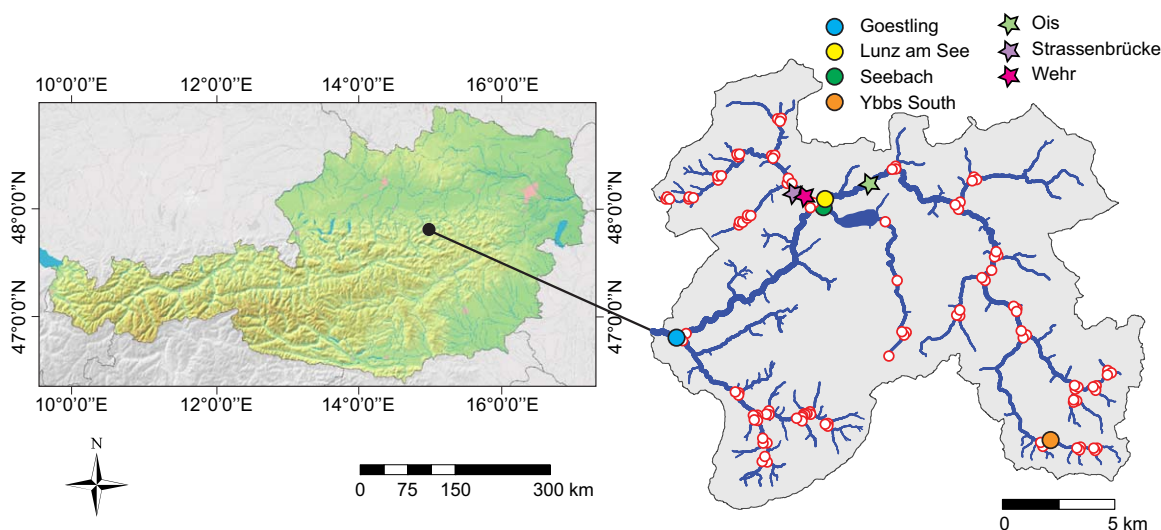 Goestling
Lunz am See
Seebach
Ybbs South
Ois
Strassenbrücke
Wehr
10°0'0"E 12°0'0"E 14°0'0"E 16°0'0"E
48°0'0"N
47°0'0"N
48°0'0"N
47°0'0"N
10°0'0"E 12°0'0"E 14°0'0"E 16°0'0"E
N
0 75 150 300 km
0 5 km